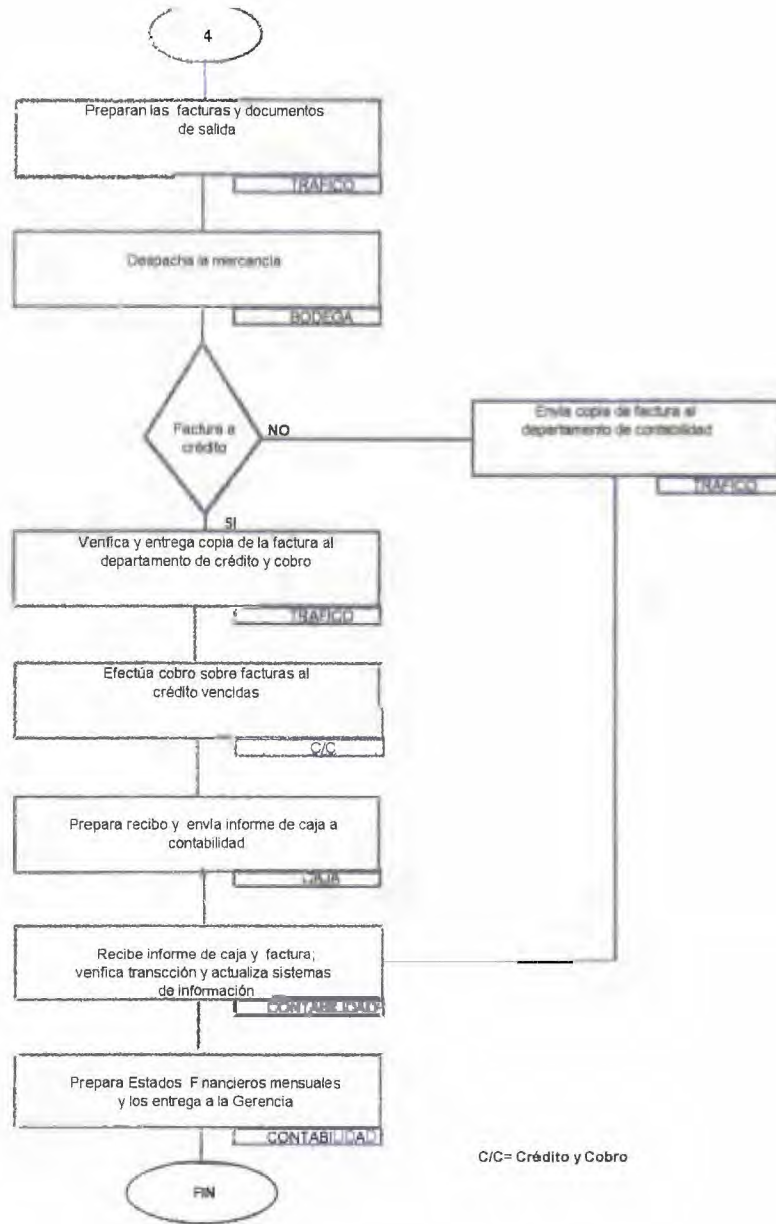 4
Preparan las facturas y documentos
de salida
TRAFICO
Despacha la mercancia
BODEGA
Factura a
crédito
NO
Envía copia de factura al
departamento de contabilidad
TRAFICO
SI
Verifica y entrega copia de la factura al
departamento de crédito y cobro
TRAFICO
Efectúa cobro sobre facturas al
crédito vencidas
C/C
Prepara recibo y envía informe de caja a
contabilidad
CAJA
Recibe informe de caja y factura;
verifica transcción y actualiza sistemas
de información
CONTABILIDAD
Prepara Estados F nancieros mensuales
y los entrega a la Gerencia
CONTABILIDAD
C/C= Crédito y Cobro
FIN